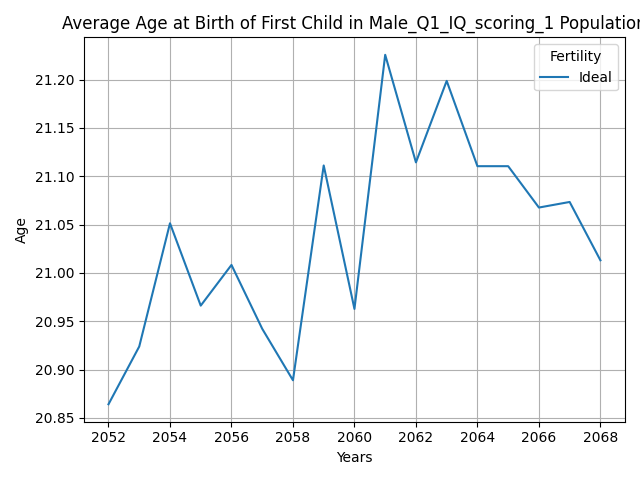 Average Age at Birth of First Child in Male_Q1_IQ_scoring_1 Population
Fertility
Ideal
21.20
21.15
21.10
21.05
21.00
20.95
20.90
20.85
Age
2052 2054 2056 2058 2060 2062 2064 2066 2068
Years